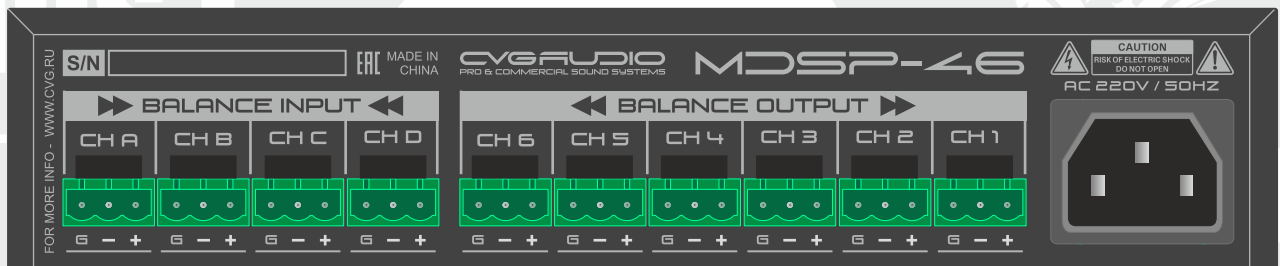 S/N
EAC MADE IN
CHINA
CVGAUDIO
PRO & COMMERCIAL SOUND SYSTEMS
MDSP-46
CAUTION
RISK OF ELECTRIC SHOCK
DO NOT OPEN
AC 220V / 50HZ
FOR MORE INFO - WWW.CVG.RU
BALANCE INPUT
BALANCE OUTPUT
CH A CH B CH C CH D
CH 6 CH 5 CH 4 CH 3 CH 2 CH 1
G − + G − + G − + G − +
G − + G − + G − + G − + G − + G − +